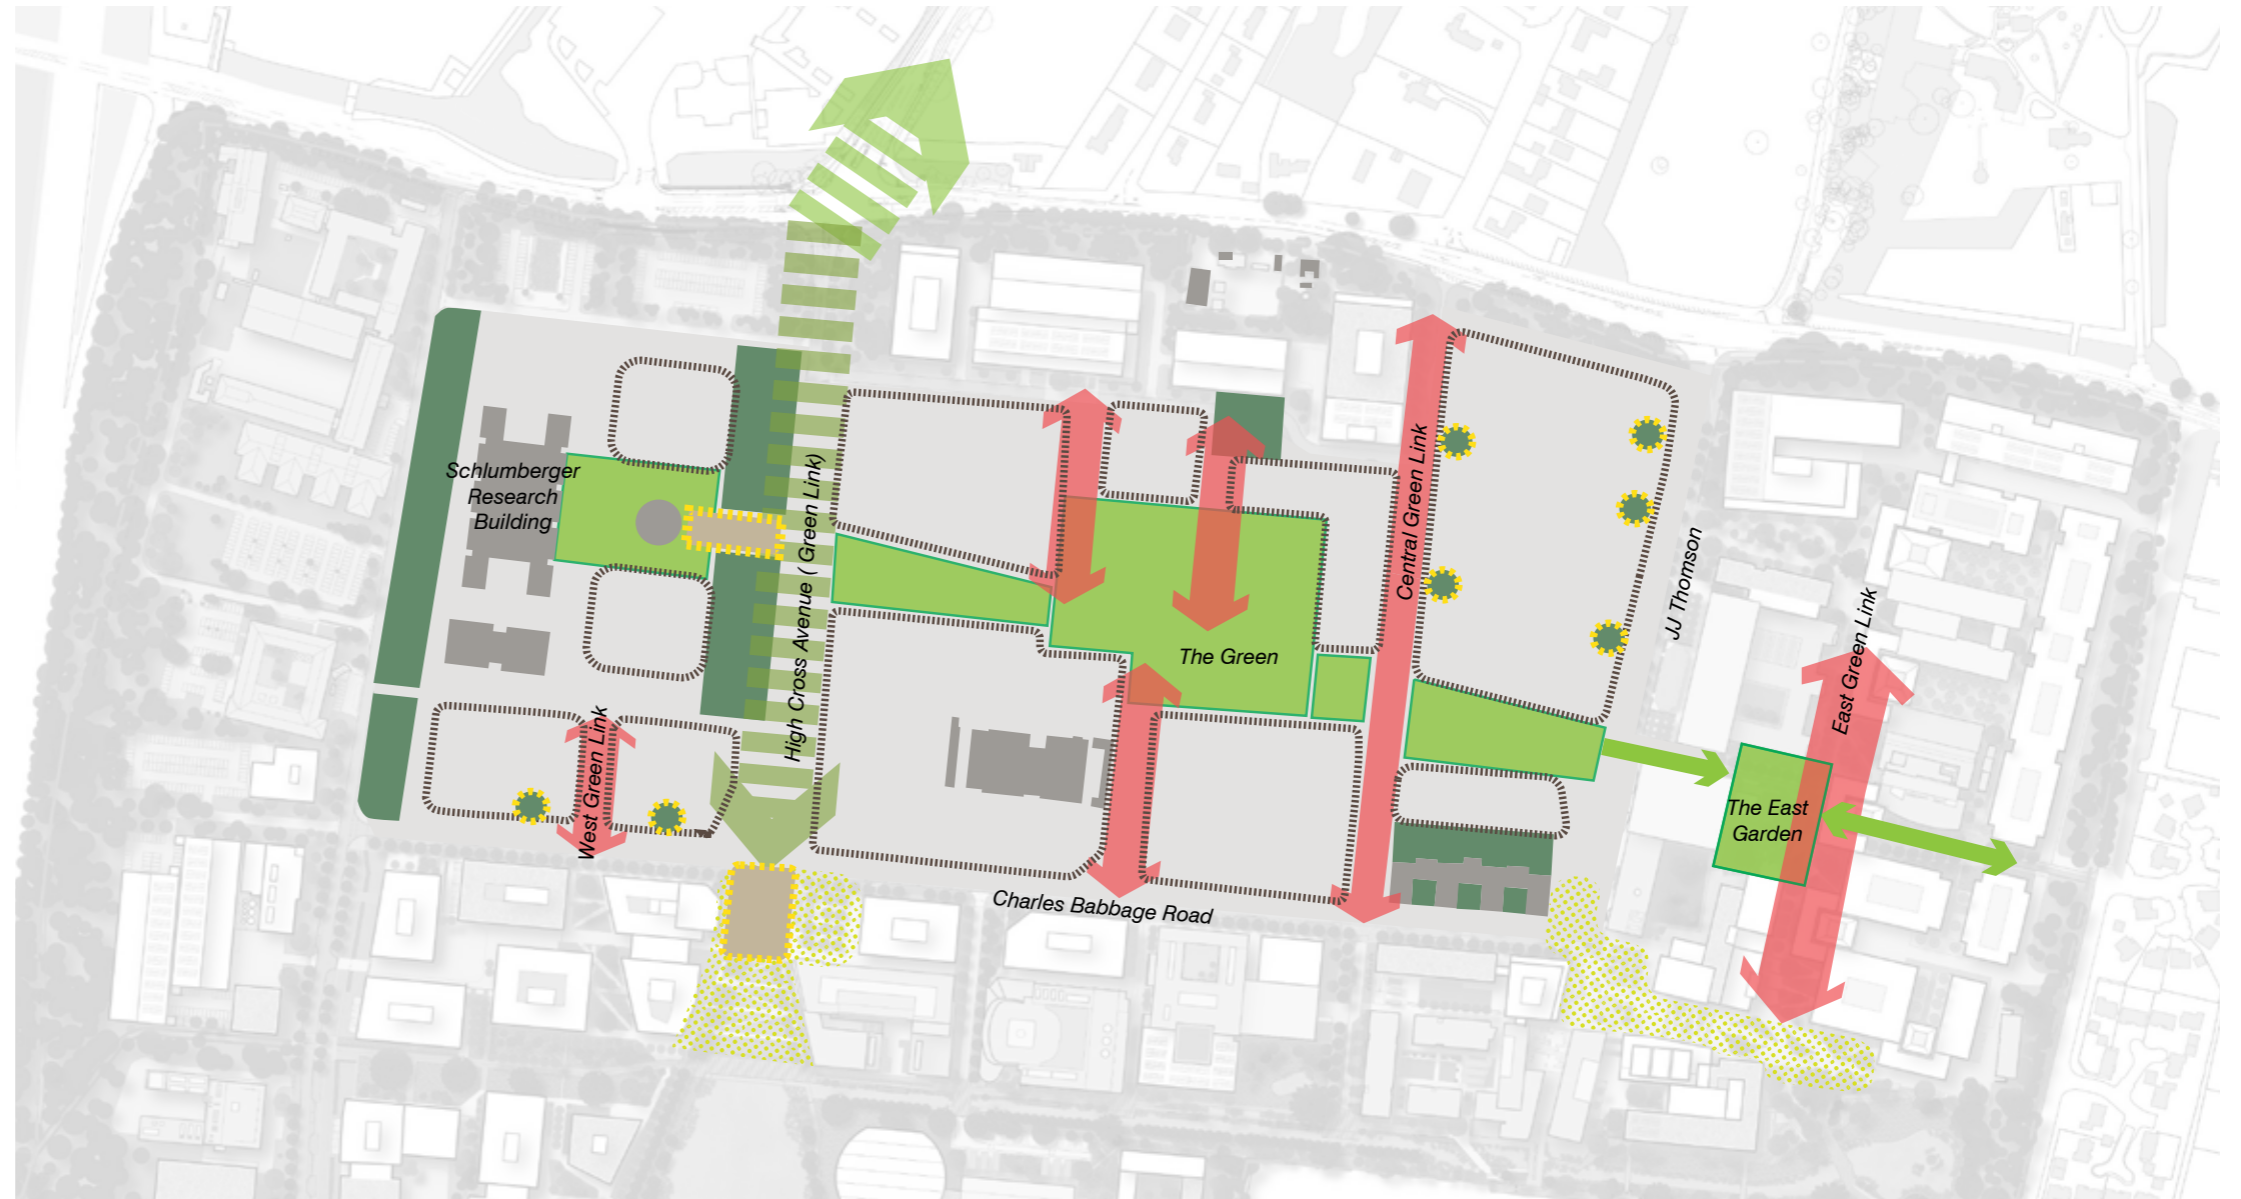 Schlumberger
Research
Building
High Cross Avenue ( Green Link)
West Green Link
The Green
Central Green Link
JJ Thomson
East Green Link
The East
Garden
Charles Babbage Road